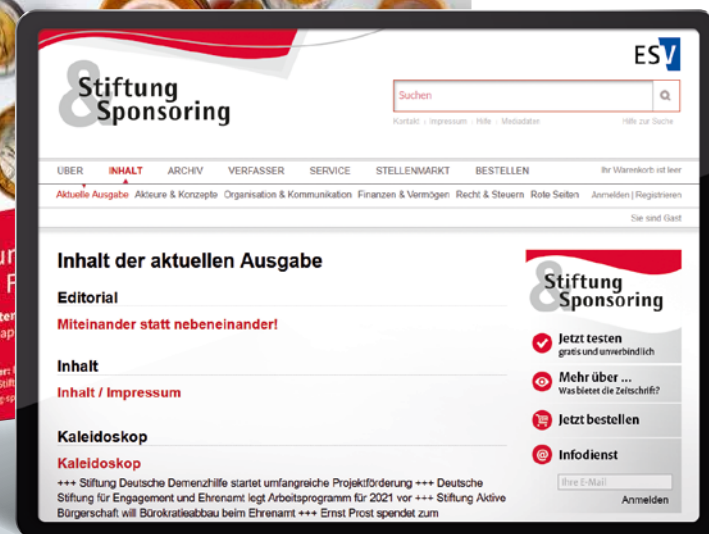 ESV
Stiftung
& Sponsoring
Suchen
Kontakt | Impressum | Hilfe | Mediadaten
Hilfe zur Suche
ÜBER INHALT ARCHIV VERFASSER SERVICE STELLENMARKT BESTELLEN
Ihr Warenkorb ist leer
Aktuelle Ausgabe Akteure & Konzepte Organisation & Kommunikation Finanzen & Vermögen Recht & Steuern Rote Seiten
Anmelden | Registrieren
Sie sind Gast
Inhalt der aktuellen Ausgabe
Editorial
Miteinander statt nebeneinander!
Inhalt
Inhalt / Impressum
Kaleidoskop
Kaleidoskop
+++ Stiftung Deutsche Demenzhilfe startet umfangreiche Projektförderung +++ Deutsche
Stiftung für Engagement und Ehrenamt legt Arbeitsprogramm für 2021 vor +++ Stiftung Aktive
Bürgerschaft will Bürokratieabbau beim Ehrenamt +++ Ernst Prost spendet zum
Stiftung
& Sponsoring
Jetzt testen
gratis und unverbindlich
Mehr über ...
Was bietet die Zeitschrift?
Jetzt bestellen
@ Infodienst
Ihre E-Mail
Anmelden